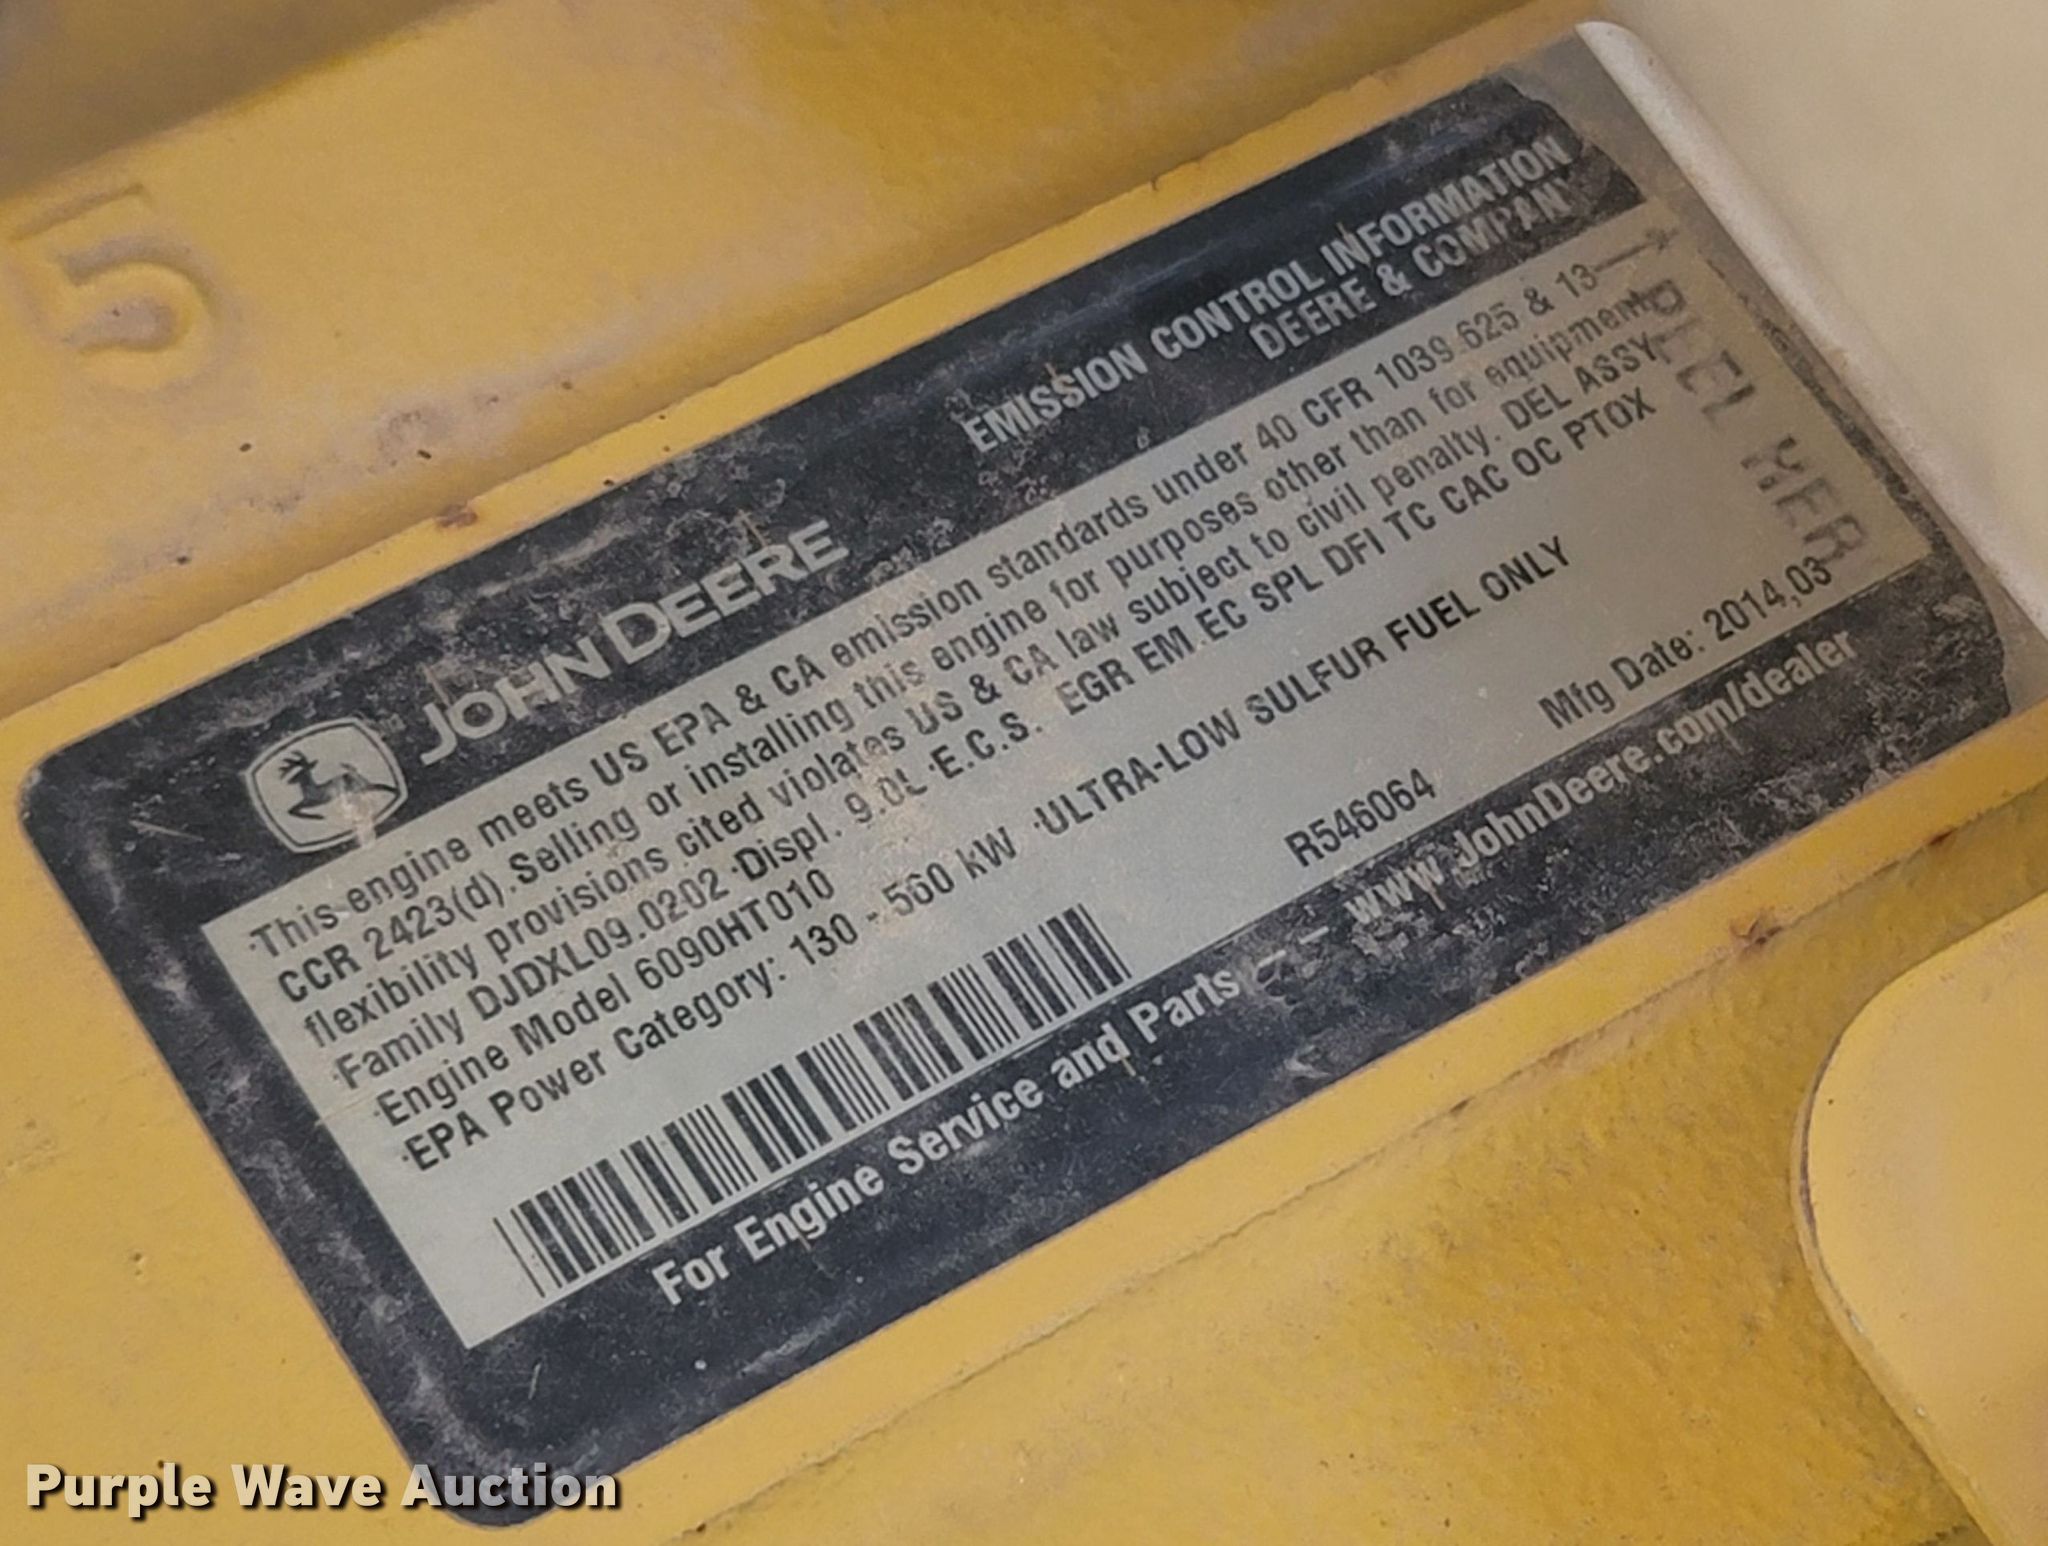 5
JOHN DEERE
EMISSION CONTROL INFORMATION
DEERE & COMPANY
·This engine meets US EPA & CA emission standards under 40 CFR 1039.625 & 13
CCR 2423(d). Selling or installing this engine for purposes other than for equipment
flexibility provisions cited violates US & CA law subject to civil penalty. DEL ASSY
·Family DJDXL09.0202 ·Displ. 9.0L ·E.C.S. EGR EM EC SPL DFI TC CAC OC PTOX
·Engine Model 6090HT010
·EPA Power Category: 130 - 560 kW ·ULTRA-LOW SULFUR FUEL ONLY
R546064
Mfg Date: 2014,03
For Engine Service and Parts - - - www.JohnDeere.com/dealer
Purple Wave Auction